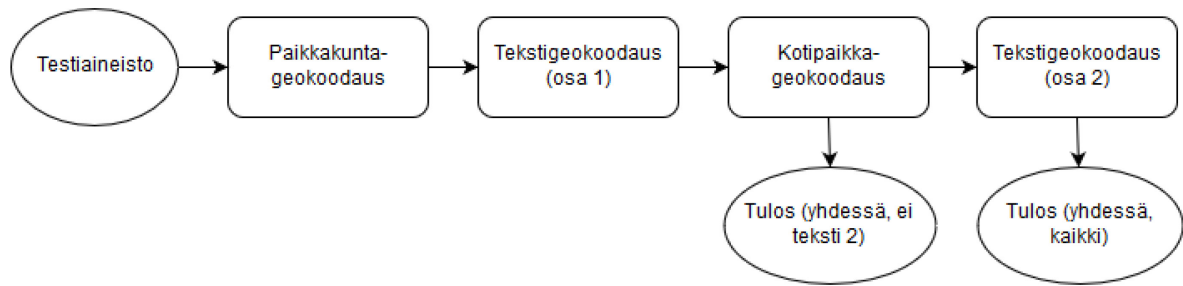 Testiaineisto
Paikkakunta-
geokoodaus
Tekstigeokoodaus
(osa 1)
Kotipaikka-
geokoodaus
Tekstigeokoodaus
(osa 2)
Tulos (yhdessä, ei
teksti 2)
Tulos (yhdessä,
kaikki)